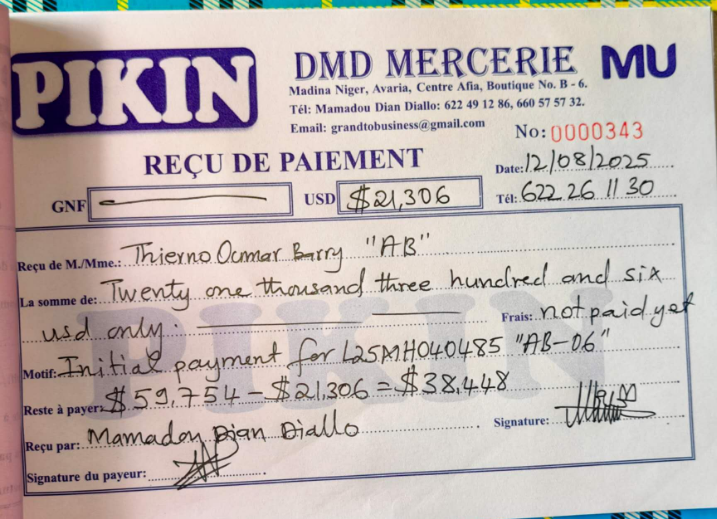 PIKIN
DMD MERCERIE MU
Madina Niger, Avaria, Centre Afia, Boutique No. B - 6.
Tél: Mamadou Dian Diallo: 622 49 12 86, 660 57 57 32.
Email: grandtobusiness@gmail.com
No: 0000343
REÇU DE PAIEMENT
Date: 12/08/2025
GNF USD $21,306
Tél: 622 26 11 30
Reçu de M./Mme.: Thierno Oumar Barry "AB"
La somme de: Twenty one thousand three hundred and six
usd only. Frais: not paid yet
Motif: Initial payment for L25MH040485 "AB-06"
Reste à payer: $59,754 - $21,306 = $38,448
Reçu par: Mamadou Dian Diallo Signature:
Signature du payeur:
PIKIN